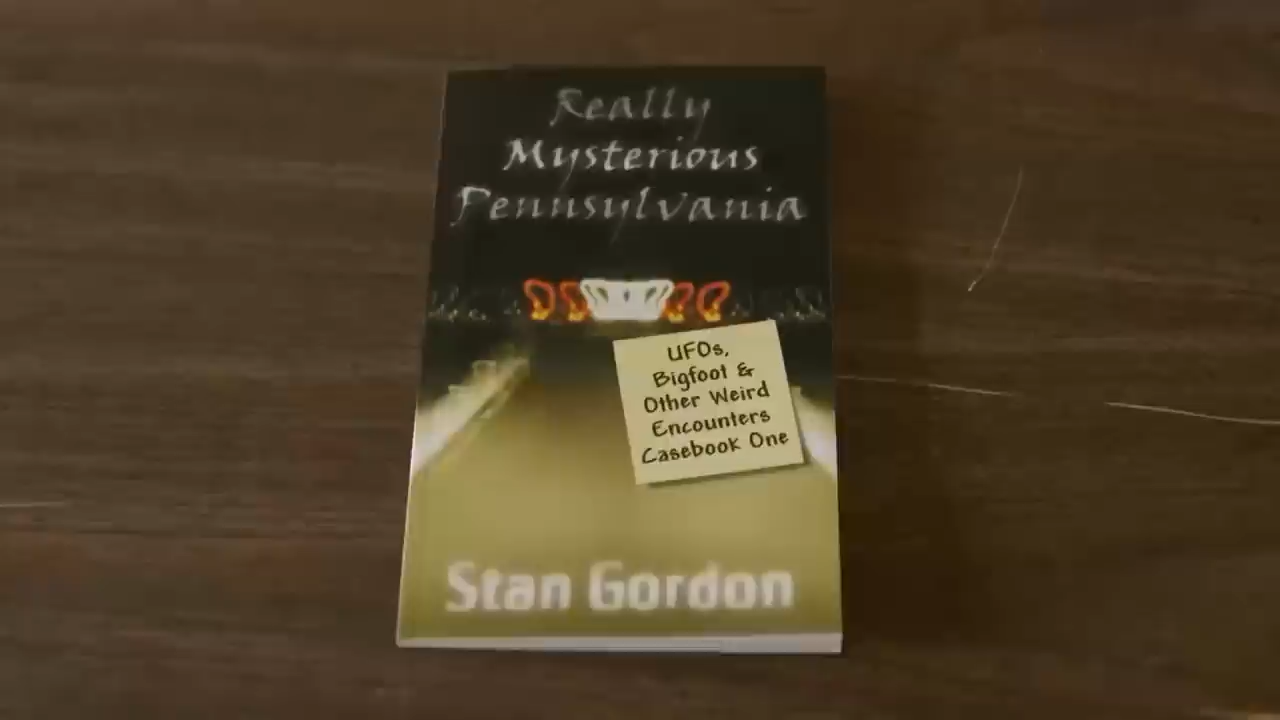 Really
Mysterious
Pennsylvania
UFOs,
Bigfoot &
Other Weird
Encounters
Casebook One
Stan Gordon